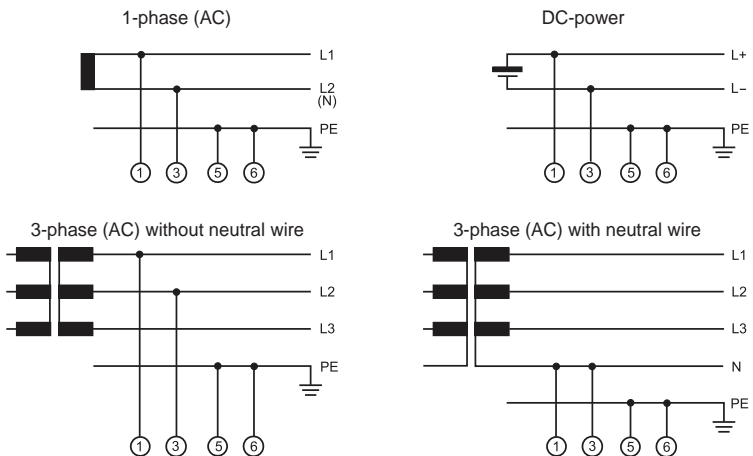 1-phase (AC)
L1
L2
(N)
PE
1 3 5 6
DC-power
L+
L−
PE
1 3 5 6
3-phase (AC) without neutral wire
L1
L2
L3
PE
1 3 5 6
3-phase (AC) with neutral wire
L1
L2
L3
N
PE
1 3 5 6